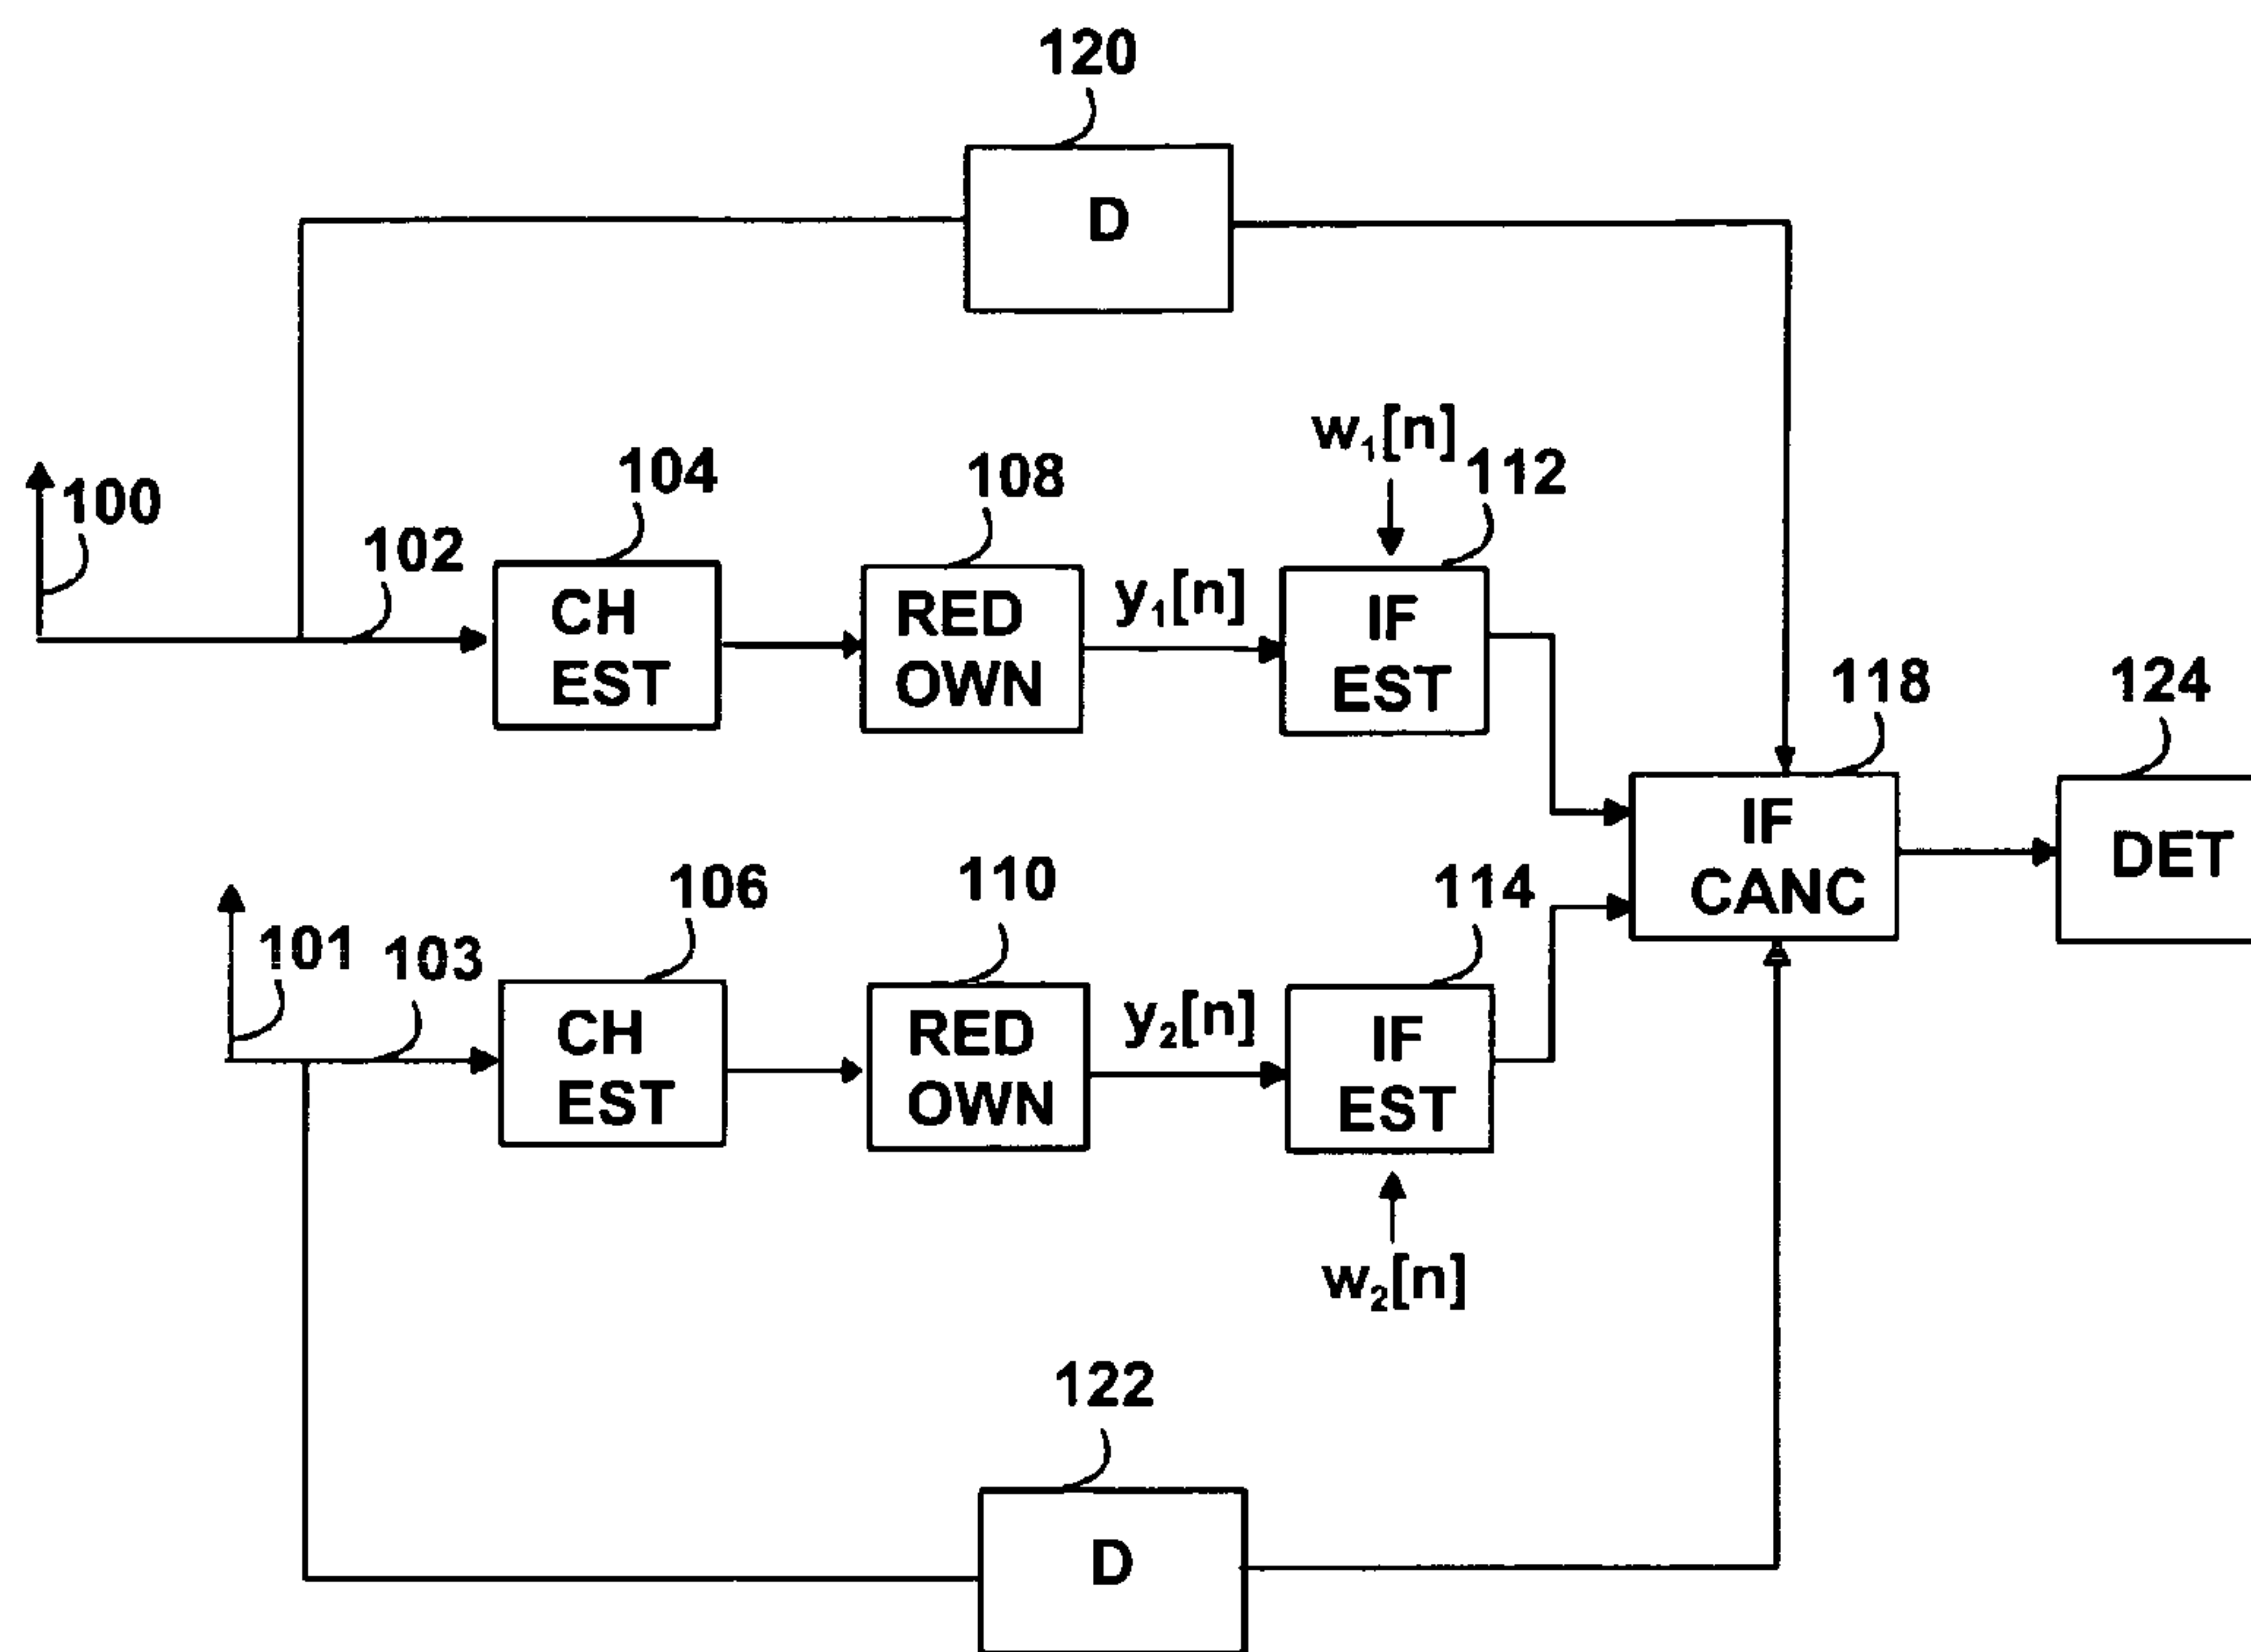 120
D
w₁[n]
100
102
104
108
112
CH
EST
RED
OWN
y₁[n]
IF
EST
118
124
101
103
106
110
114
IF
CANC
DET
CH
EST
RED
OWN
y₂[n]
IF
EST
w₂[n]
122
D